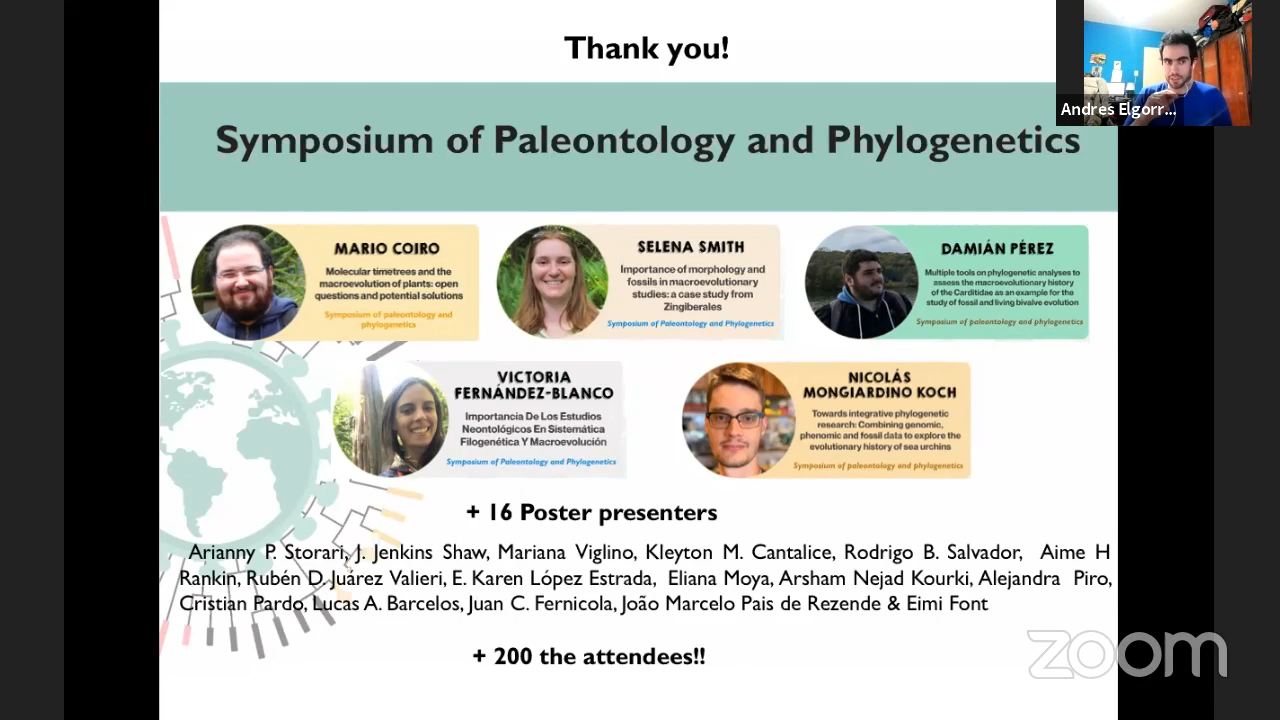 Thank you!
Andres Elgorr...
Symposium of Paleontology and Phylogenetics
MARIO COIRO
Molecular timetrees and the
macroevolution of plants: open
questions and potential solutions
Symposium of paleontology and
phylogenetics
SELENA SMITH
Importance of morphology and
fossils in macroevolutionary
studies: a case study from
Zingiberales
Symposium of Paleontology and Phylogenetics
DAMIÁN PÉREZ
Multiple tools on phylogenetic analyses to
assess the macroevolutionary history
of the Carditidae as an example for the
study of fossil and living bivalve evolution
Symposium of paleontology and phylogenetics
VICTORIA
FERNÁNDEZ-BLANCO
Importancia De Los Estudios
Neontológicos En Sistemática
Filogenética Y Macroevolución
Symposium of Paleontology and Phylogenetics
NICOLÁS
MONGIARDINO KOCH
Towards integrative phylogenetic
research: Combining genomic,
phenomic and fossil data to explore the
evolutionary history of sea urchins
Symposium of paleontology and phylogenetics
+ 16 Poster presenters
Arianny P. Storari, J. Jenkins Shaw, Mariana Viglino, Kleyton M. Cantalice, Rodrigo B. Salvador, Aime H
Rankin, Rubén D. Juárez Valieri, E. Karen López Estrada, Eliana Moya, Arsham Nejad Kourki, Alejandra Piro,
Cristian Pardo, Lucas A. Barcelos, Juan C. Fernicola, João Marcelo Pais de Rezende & Eimi Font
+ 200 the attendees!!
zoom